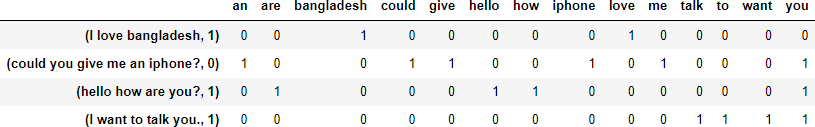 an are bangladesh could give hello how iphone love me talk to want you
(I love bangladesh, 1) 0 0 1 0 0 0 0 0 1 0 0 0 0 0
(could you give me an iphone?, 0) 1 0 0 1 1 0 0 1 0 1 0 0 0 1
(hello how are you?, 1) 0 1 0 0 0 1 1 0 0 0 0 0 0 1
(I want to talk you., 1) 0 0 0 0 0 0 0 0 0 0 1 1 1 1